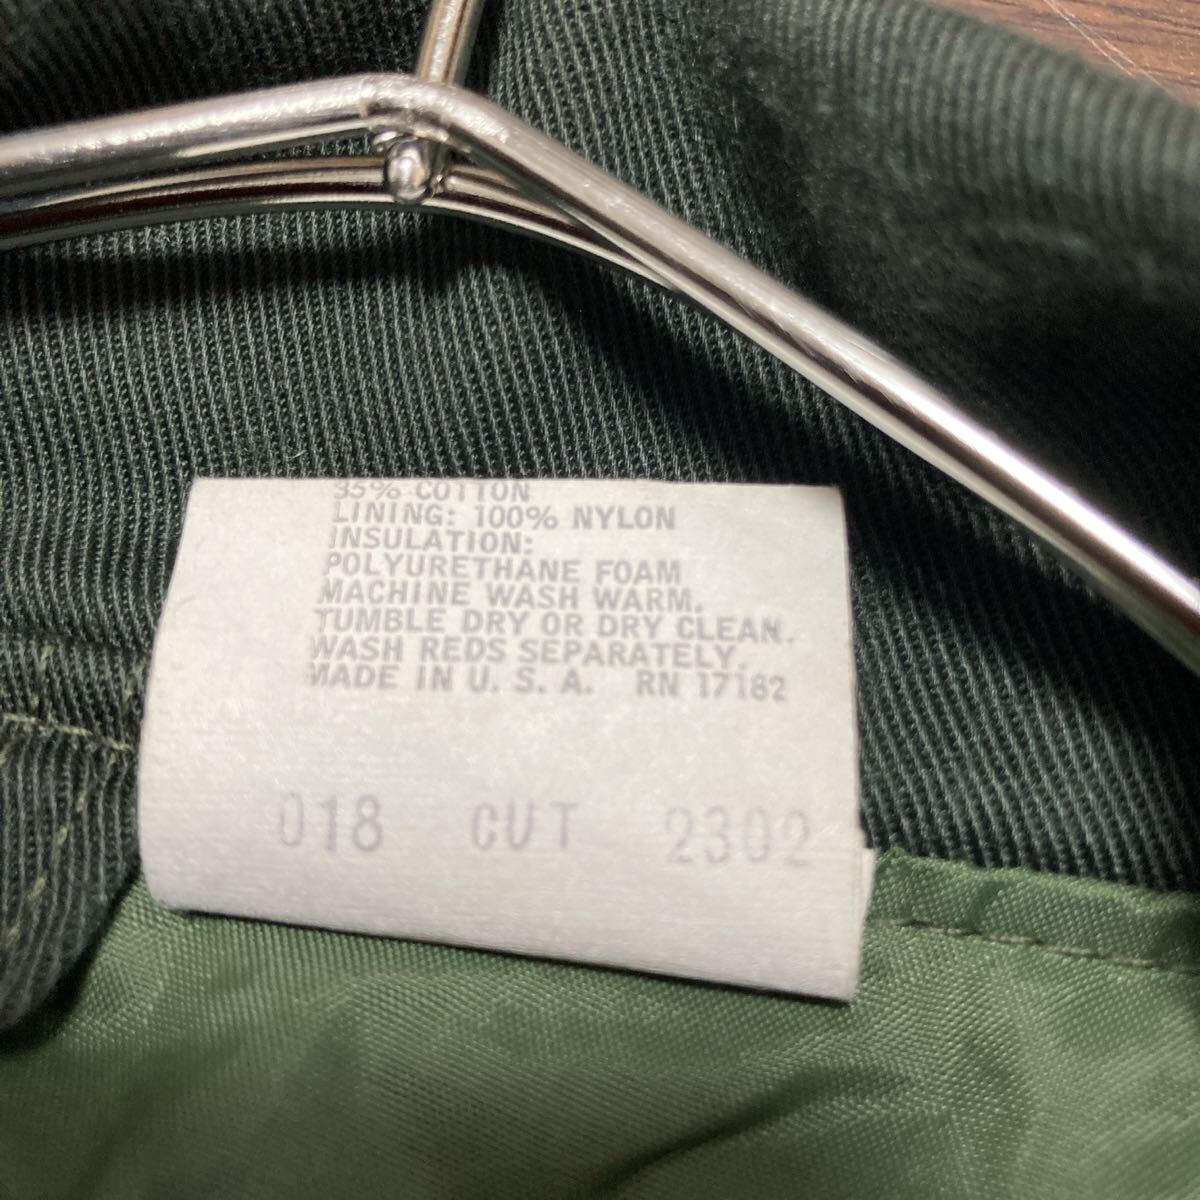 35% COTTON
LINING: 100% NYLON
INSULATION:
POLYURETHANE FOAM
MACHINE WASH WARM.
TUMBLE DRY OR DRY CLEAN.
WASH REDS SEPARATELY.
MADE IN U. S. A. RN 17182
018 CUT 2302